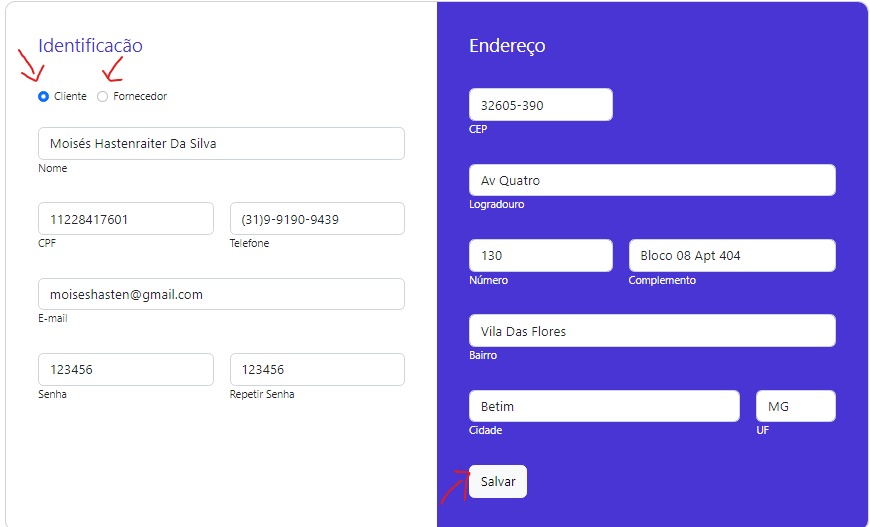 Identificacão
Cliente
Fornecedor
Moisés Hastenraiter Da Silva
Nome
11228417601
(31)9-9190-9439
CPF
Telefone
moiseshasten@gmail.com
E-mail
123456
123456
Senha
Repetir Senha
Endereço
32605-390
CEP
Av Quatro
Logradouro
130
Bloco 08 Apt 404
Número
Complemento
Vila Das Flores
Bairro
Betim
MG
Cidade
UF
Salvar